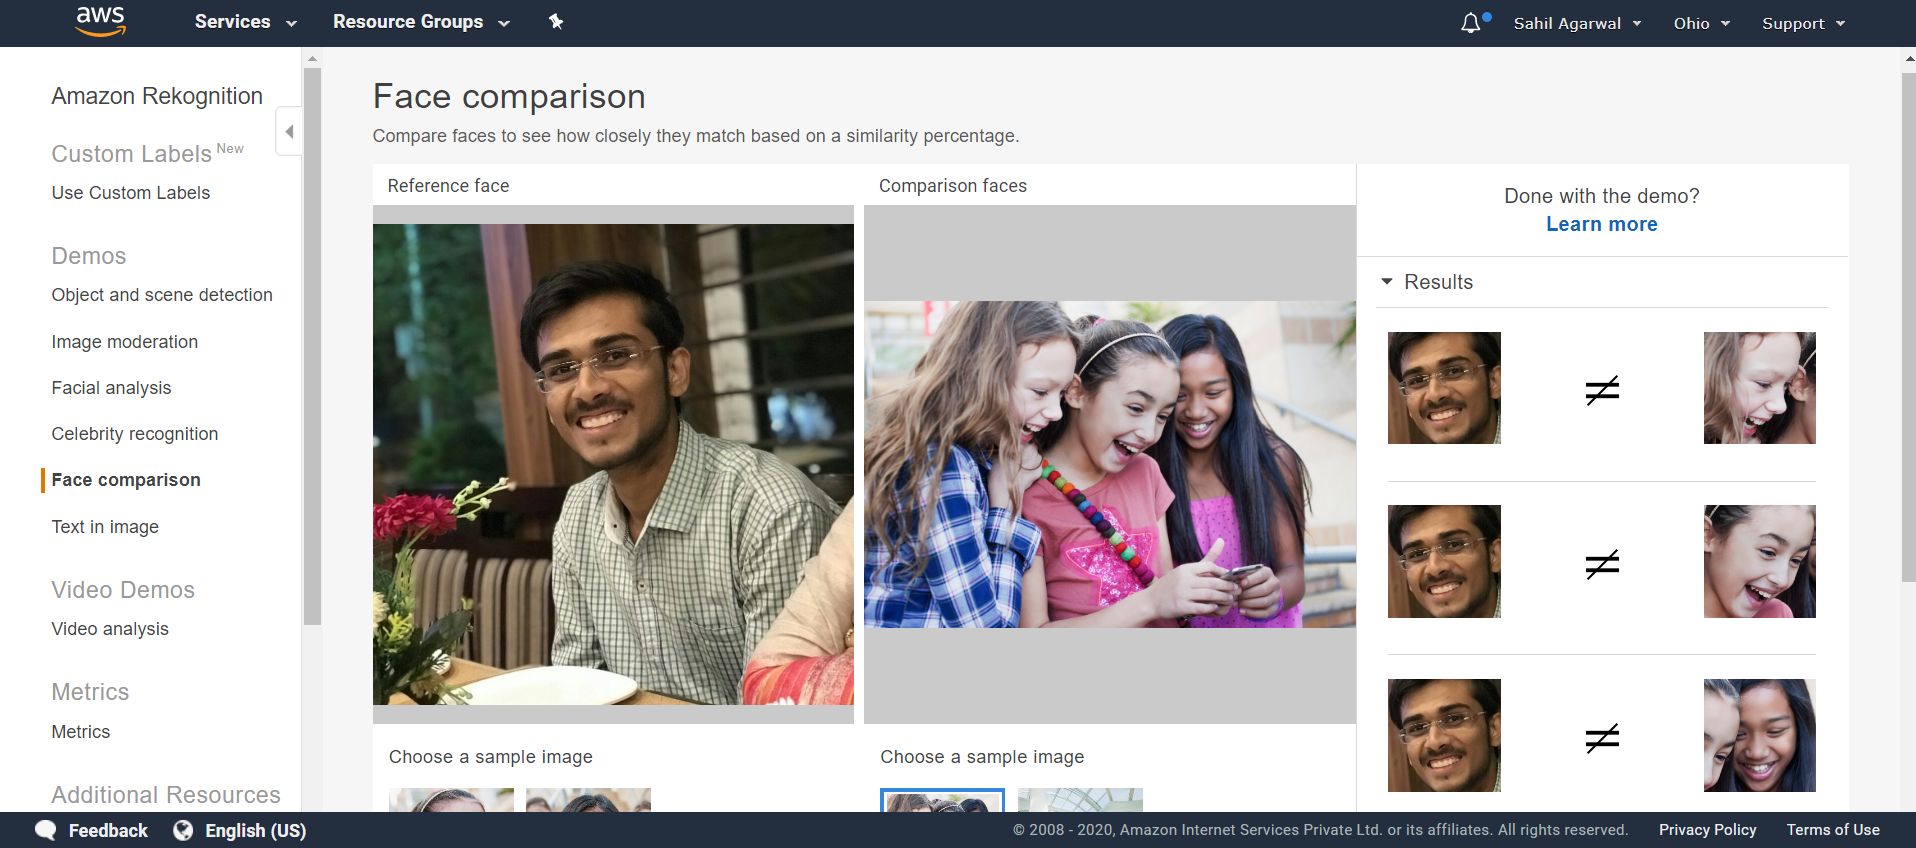 aws
Services
Resource Groups
Sahil Agarwal
Ohio
Support
Amazon Rekognition
Custom Labels New
Use Custom Labels
Demos
Object and scene detection
Image moderation
Facial analysis
Celebrity recognition
Face comparison
Text in image
Video Demos
Video analysis
Metrics
Metrics
Additional Resources
Face comparison
Compare faces to see how closely they match based on a similarity percentage.
Reference face
Comparison faces
Choose a sample image
Choose a sample image
Done with the demo?
Learn more
Results
≠
≠
≠
Feedback
English (US)
© 2008 - 2020, Amazon Internet Services Private Ltd. or its affiliates. All rights reserved.
Privacy Policy
Terms of Use